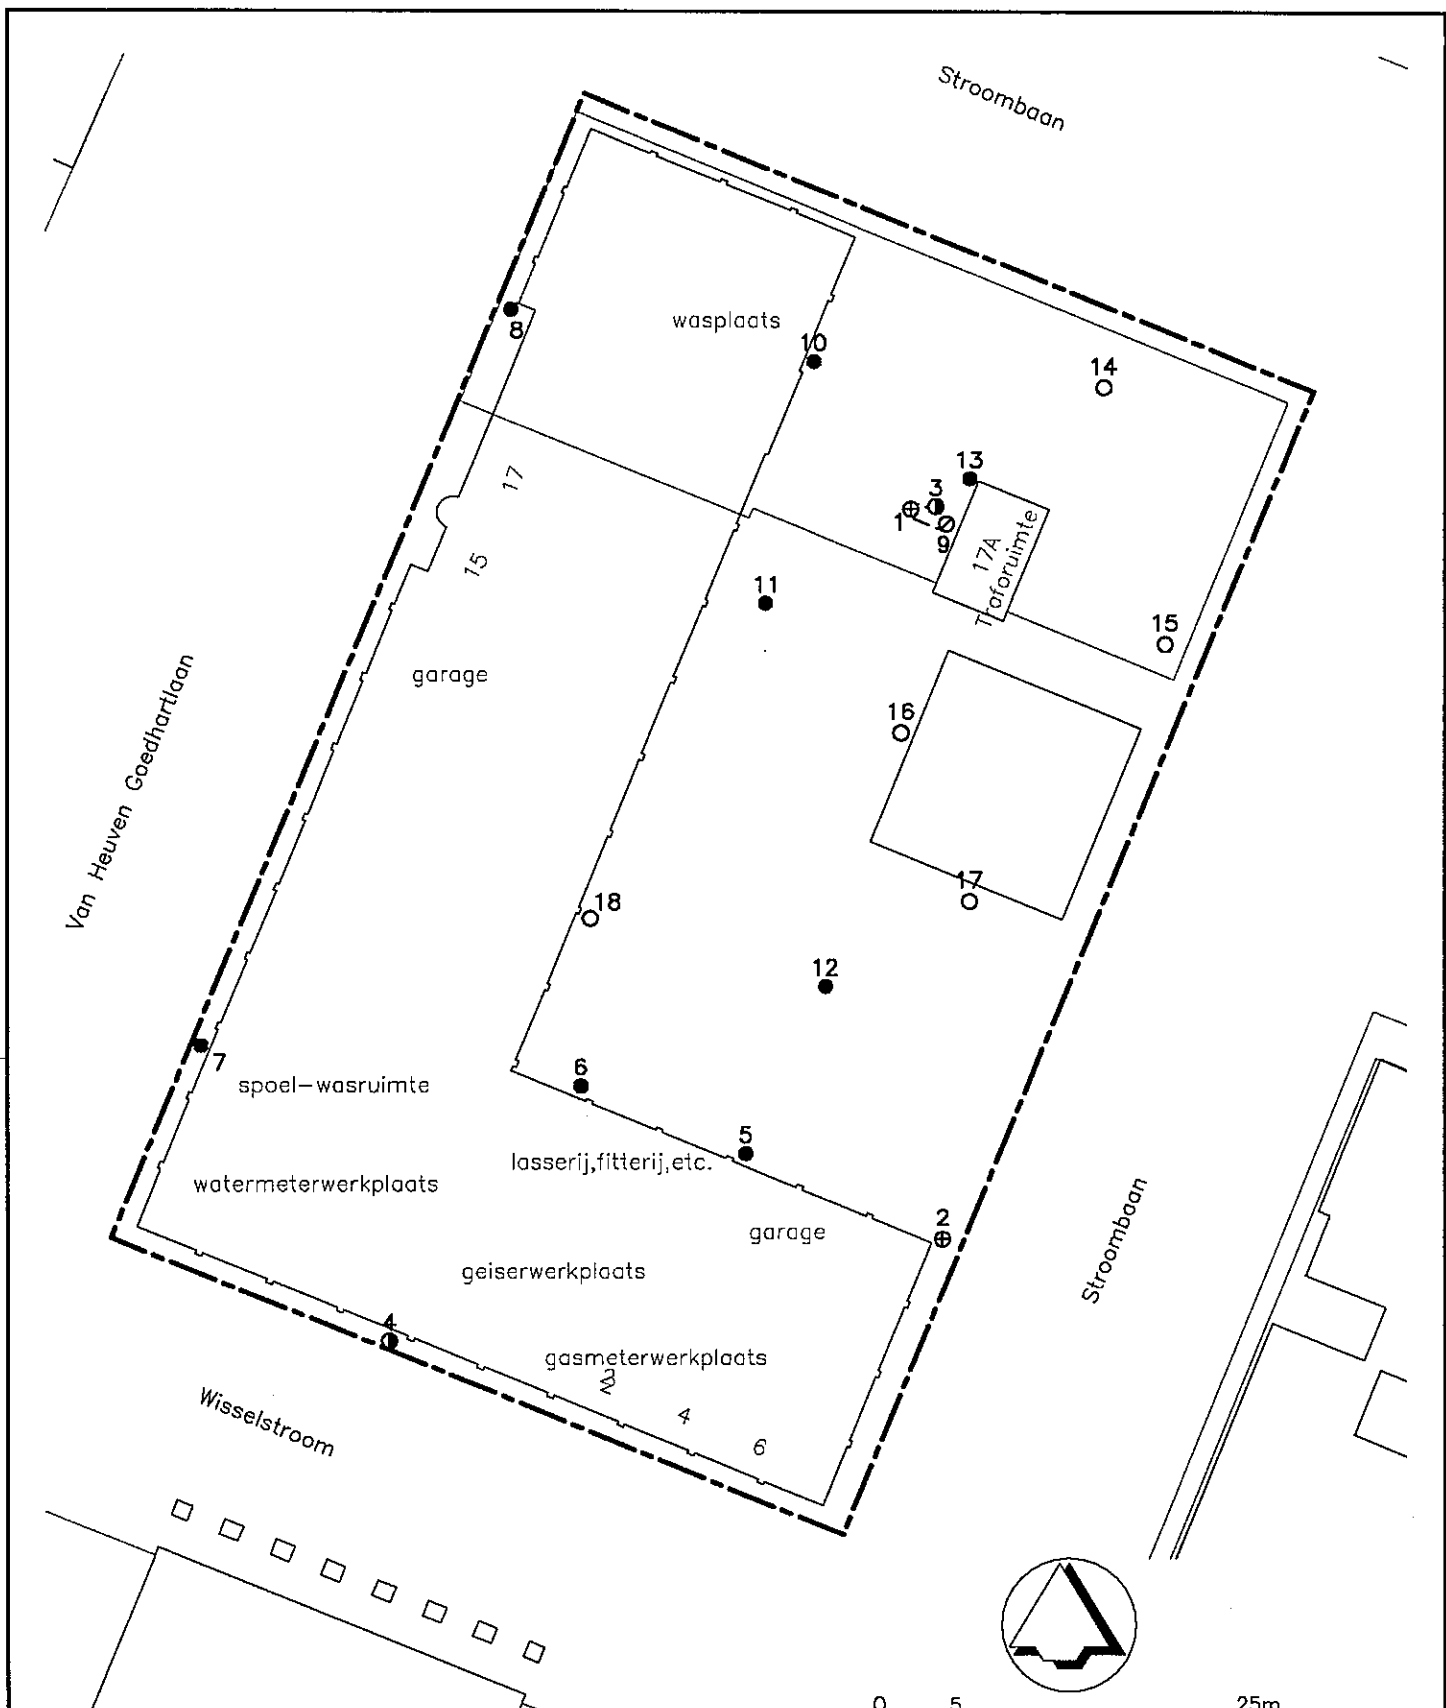 Stroombaan
8
wasplaats
10
14
17
13
3
1
9
17A
Traforuimte
15
11
15
garage
16
Van Heuven Goedhartlaan
17
18
12
7
6
spoel-wasruimte
5
lasserij,fitterij,etc.
watermeterwerkplaats
2
garage
Stroombaan
geiserwerkplaats
4
gasmeterwerkplaats
2
4
6
Wisselstroom
0 5 25m